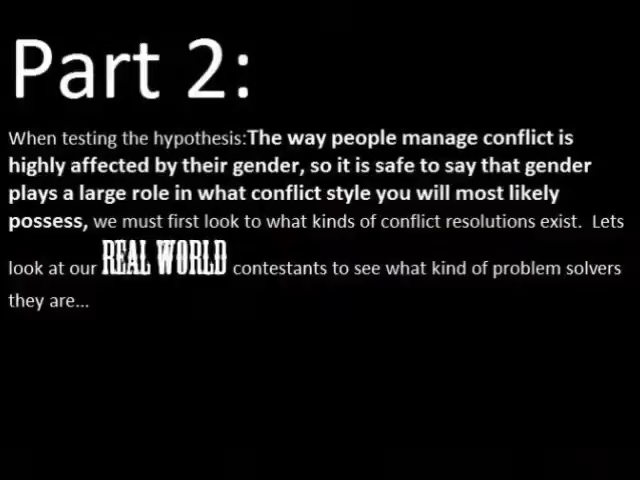 Part 2:
When testing the hypothesis:The way people manage conflict is
highly affected by their gender, so it is safe to say that gender
plays a large role in what conflict style you will most likely
possess, we must first look to what kinds of conflict resolutions exist.  Lets
look at our REAL WORLD contestants to see what kind of problem solvers
they are...